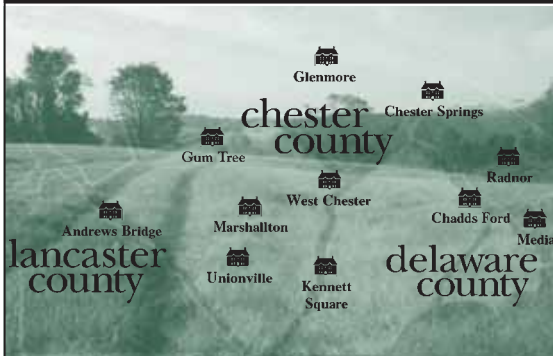 Glenmore
Chester Springs
chester
county
Gum Tree
Radnor
West Chester
Chadds Ford
Andrews Bridge
Marshallton
Media
lancaster
county
Unionville
Kennett
Square
delaware
county